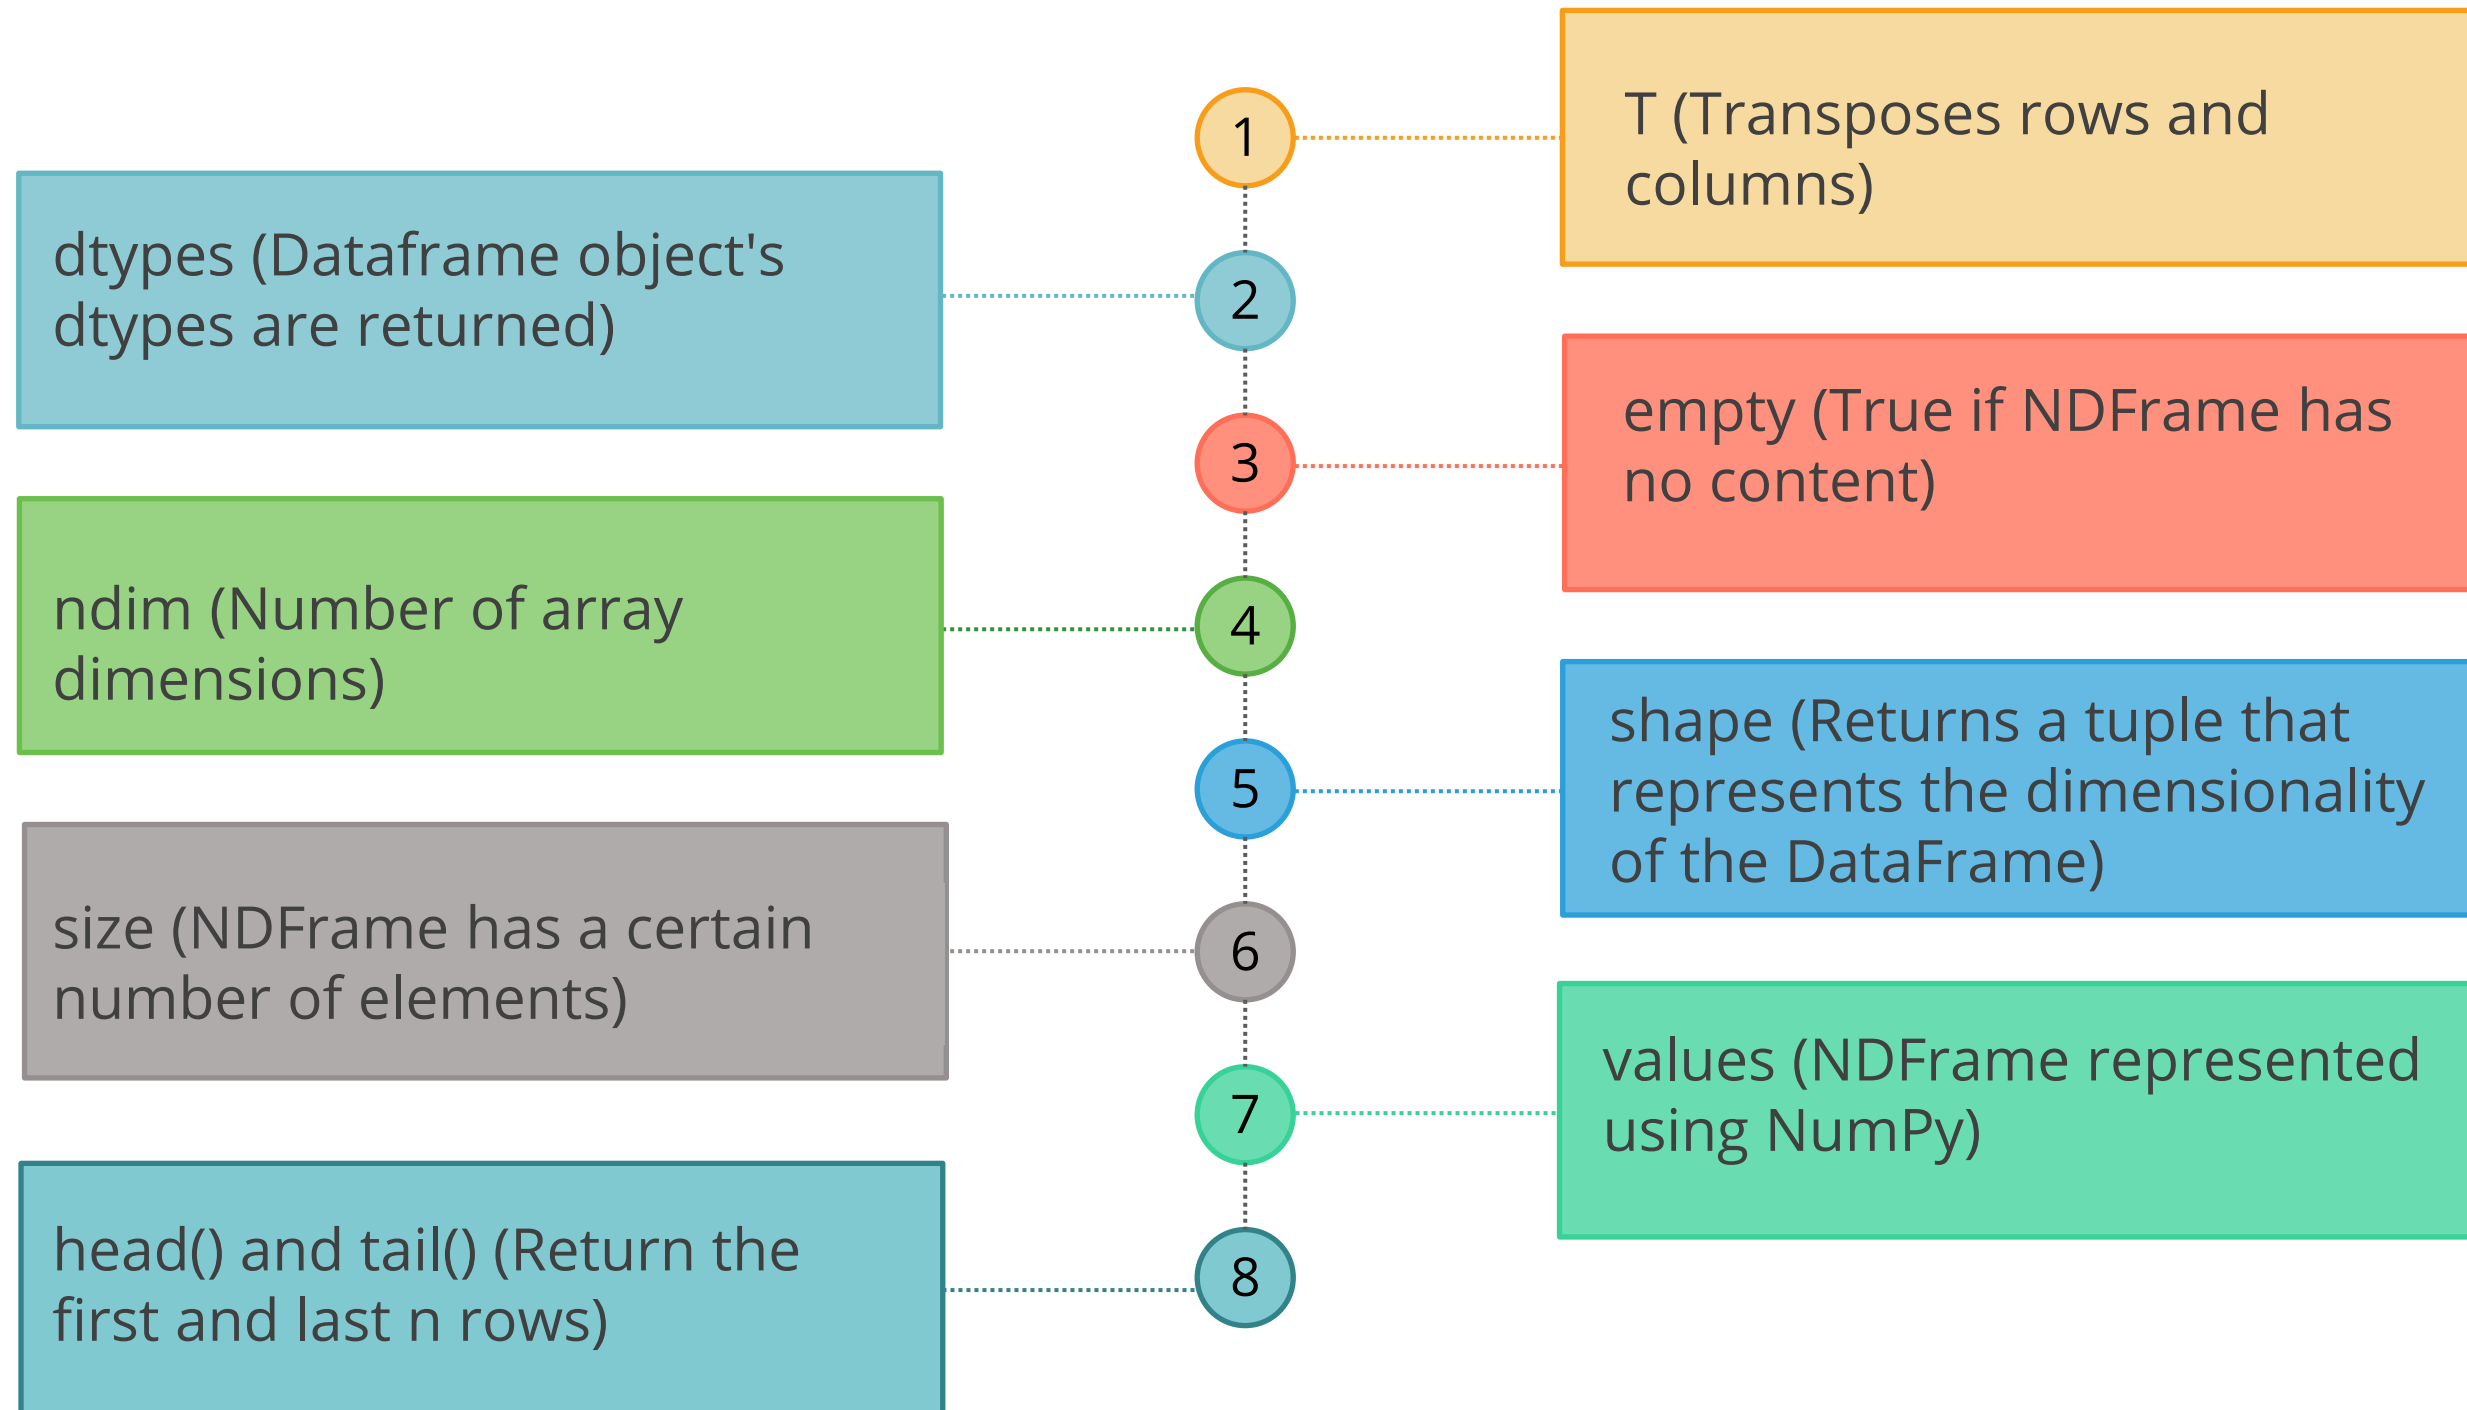 1
T (Transposes rows and
columns)
dtypes (Dataframe object's
dtypes are returned)
2
3
empty (True if NDFrame has
no content)
ndim (Number of array
dimensions)
4
5
shape (Returns a tuple that
represents the dimensionality
of the DataFrame)
size (NDFrame has a certain
number of elements)
6
7
values (NDFrame represented
using NumPy)
head() and tail() (Return the
first and last n rows)
8